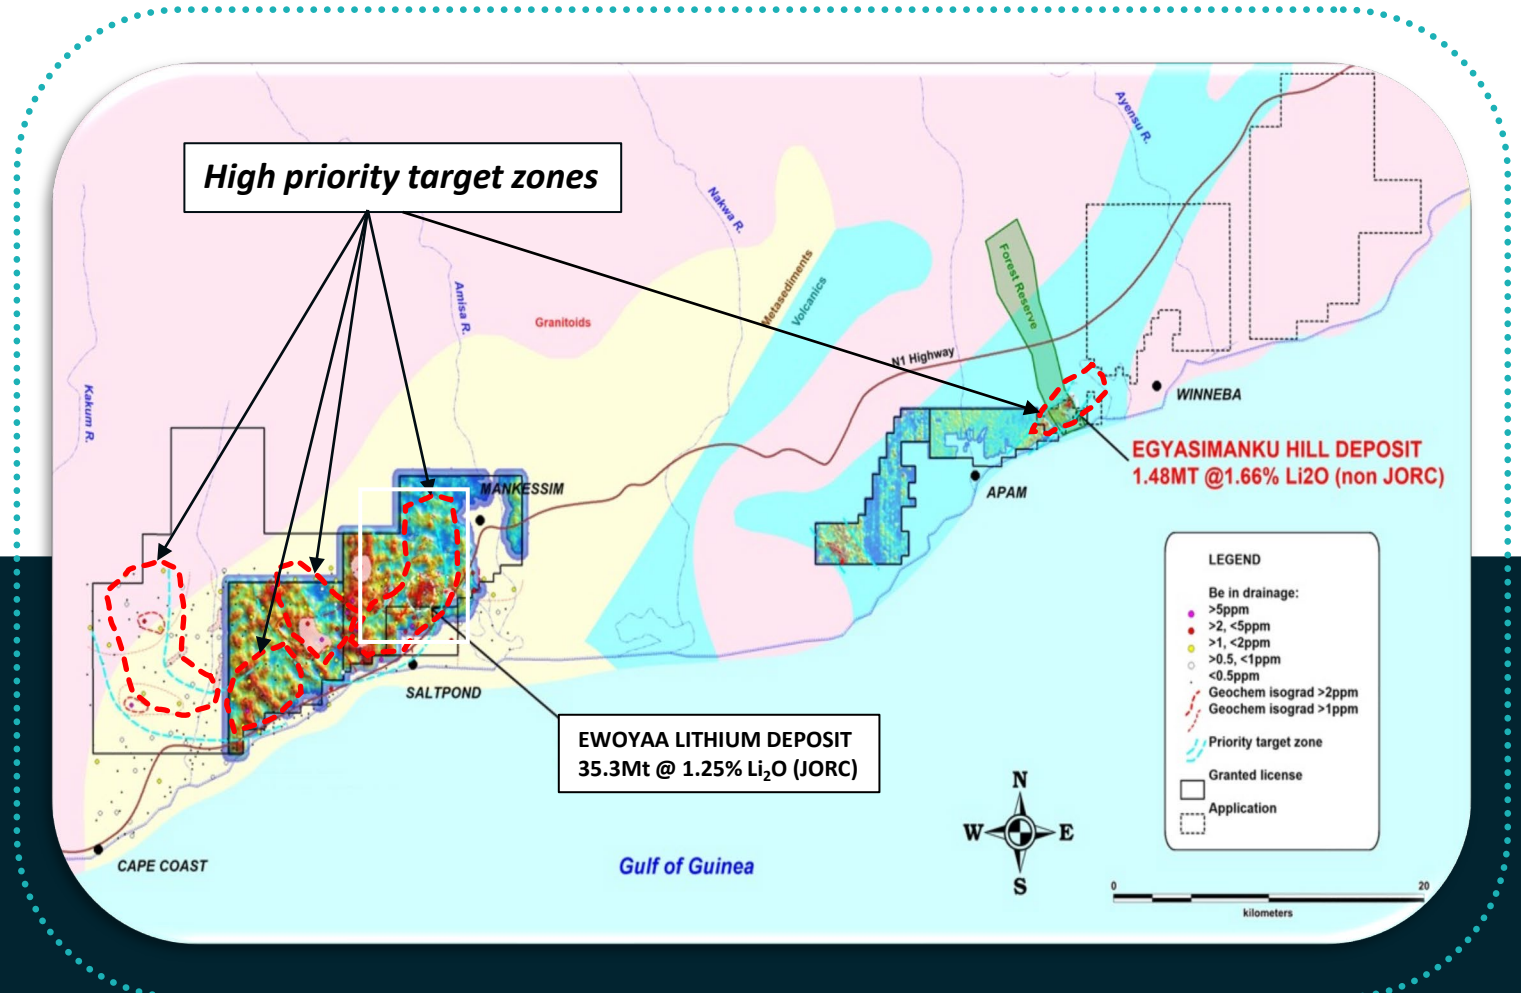 High priority target zones
Ayensu R.
Nakwa R.
Amisa R.
Kakum R.
Granitoids
Metasediments
Volcanics
Forest Reserve
N1 Highway
WINNEBA
EGYASIMANKU HILL DEPOSIT
1.48MT @1.66% Li2O (non JORC)
APAM
MANKESSIM
SALTPOND
EWOYAA LITHIUM DEPOSIT
35.3Mt @ 1.25% Li₂O (JORC)
CAPE COAST
Gulf of Guinea
N
W E
S
LEGEND
Be in drainage:
>5ppm
>2, <5ppm
>1, <2ppm
>0.5, <1ppm
<0.5ppm
Geochem isograd >2ppm
Geochem isograd >1ppm
Priority target zone
Granted license
Application
0 20
kilometers